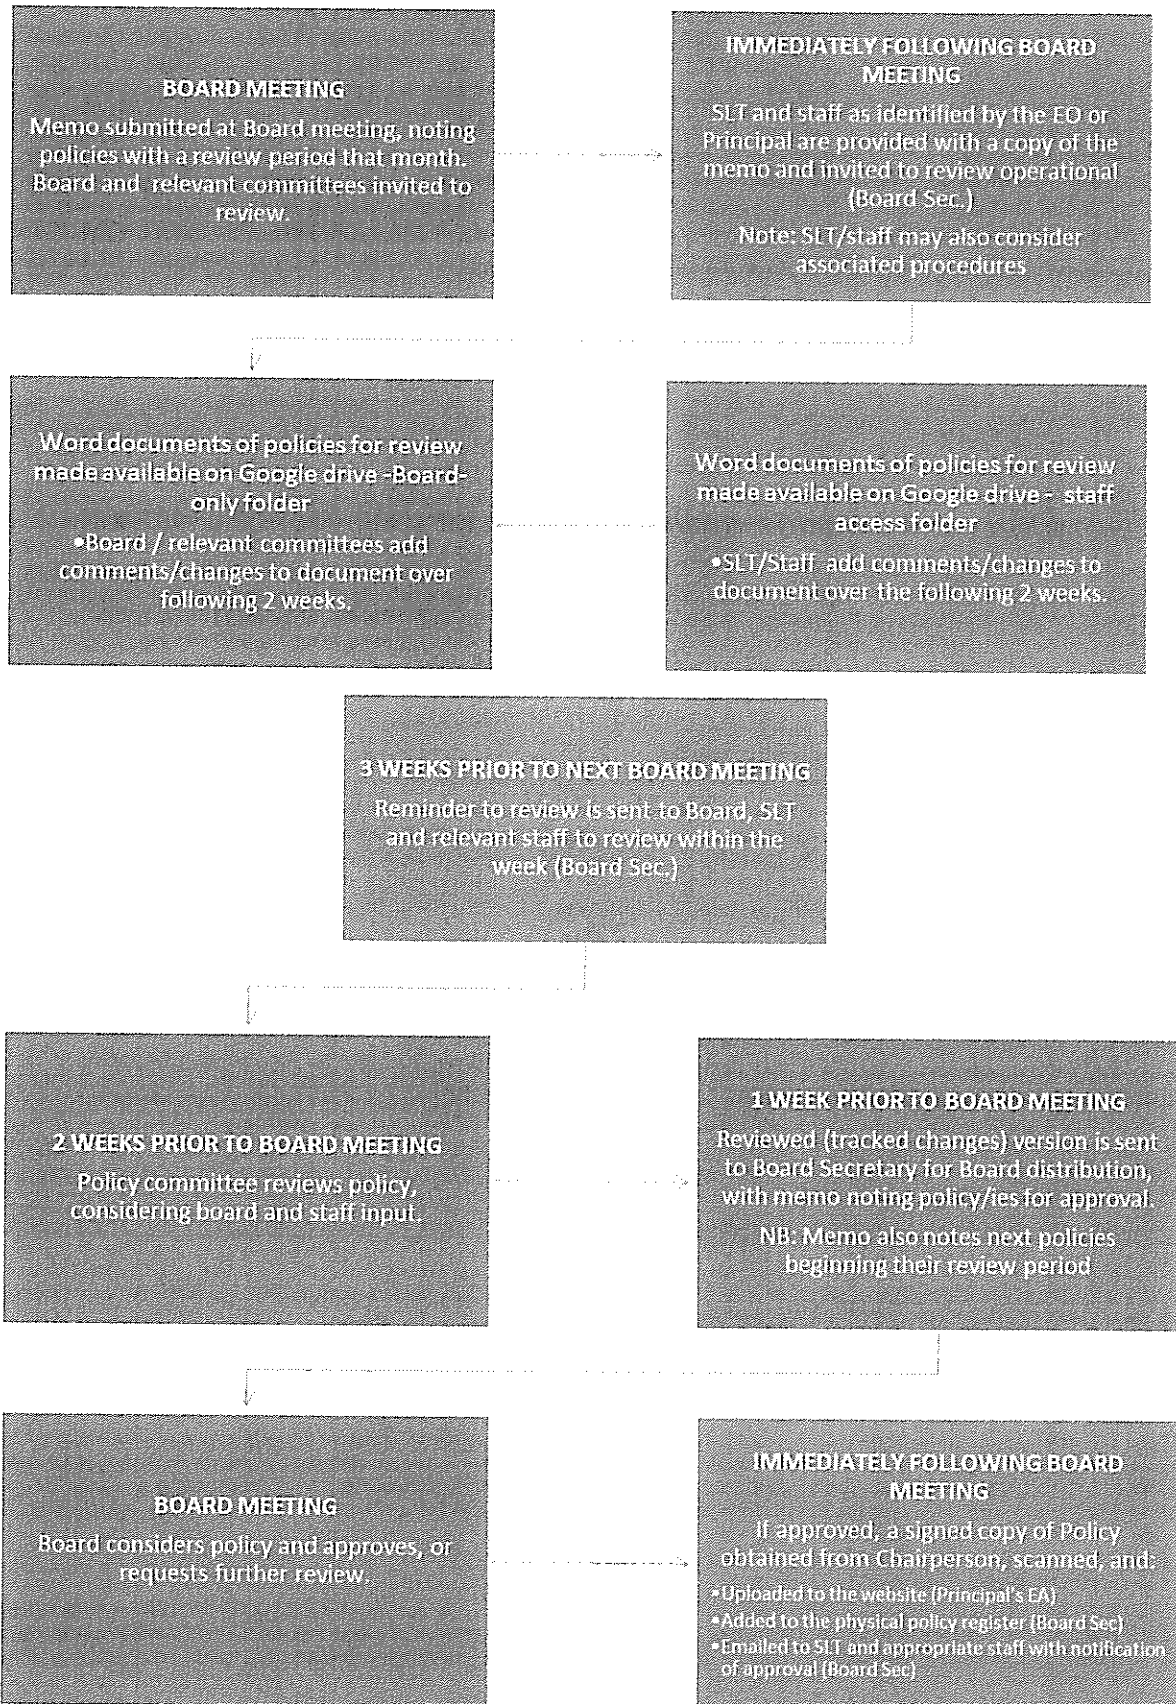 BOARD MEETING
Memo submitted at Board meeting, noting
policies with a review period that month.
Board and relevant committees invited to
review.
IMMEDIATELY FOLLOWING BOARD
MEETING
SLT and staff as identified by the EO or
Principal are provided with a copy of the
memo and invited to review operational
(Board Sec.)
Note: SLT/staff may also consider
associated procedures
Word documents of policies for review
made available on Google drive -Board-
only folder
•Board / relevant committees add
comments/changes to document over
following 2 weeks.
Word documents of policies for review
made available on Google drive - staff
access folder
•SLT/Staff add comments/changes to
document over the following 2 weeks.
3 WEEKS PRIOR TO NEXT BOARD MEETING
Reminder to review is sent to Board, SLT
and relevant staff to review within the
week (Board Sec.)
2 WEEKS PRIOR TO BOARD MEETING
Policy committee reviews policy,
considering board and staff input.
1 WEEK PRIOR TO BOARD MEETING
Reviewed (tracked changes) version is sent
to Board Secretary for Board distribution,
with memo noting policy/ies for approval.
NB: Memo also notes next policies
beginning their review period
BOARD MEETING
Board considers policy and approves, or
requests further review.
IMMEDIATELY FOLLOWING BOARD
MEETING
If approved, a signed copy of Policy
obtained from Chairperson, scanned, and:
•Uploaded to the website (Principal's EA)
•Added to the physical policy register (Board Sec)
•Emailed to SLT and appropriate staff with notification
of approval (Board Sec)